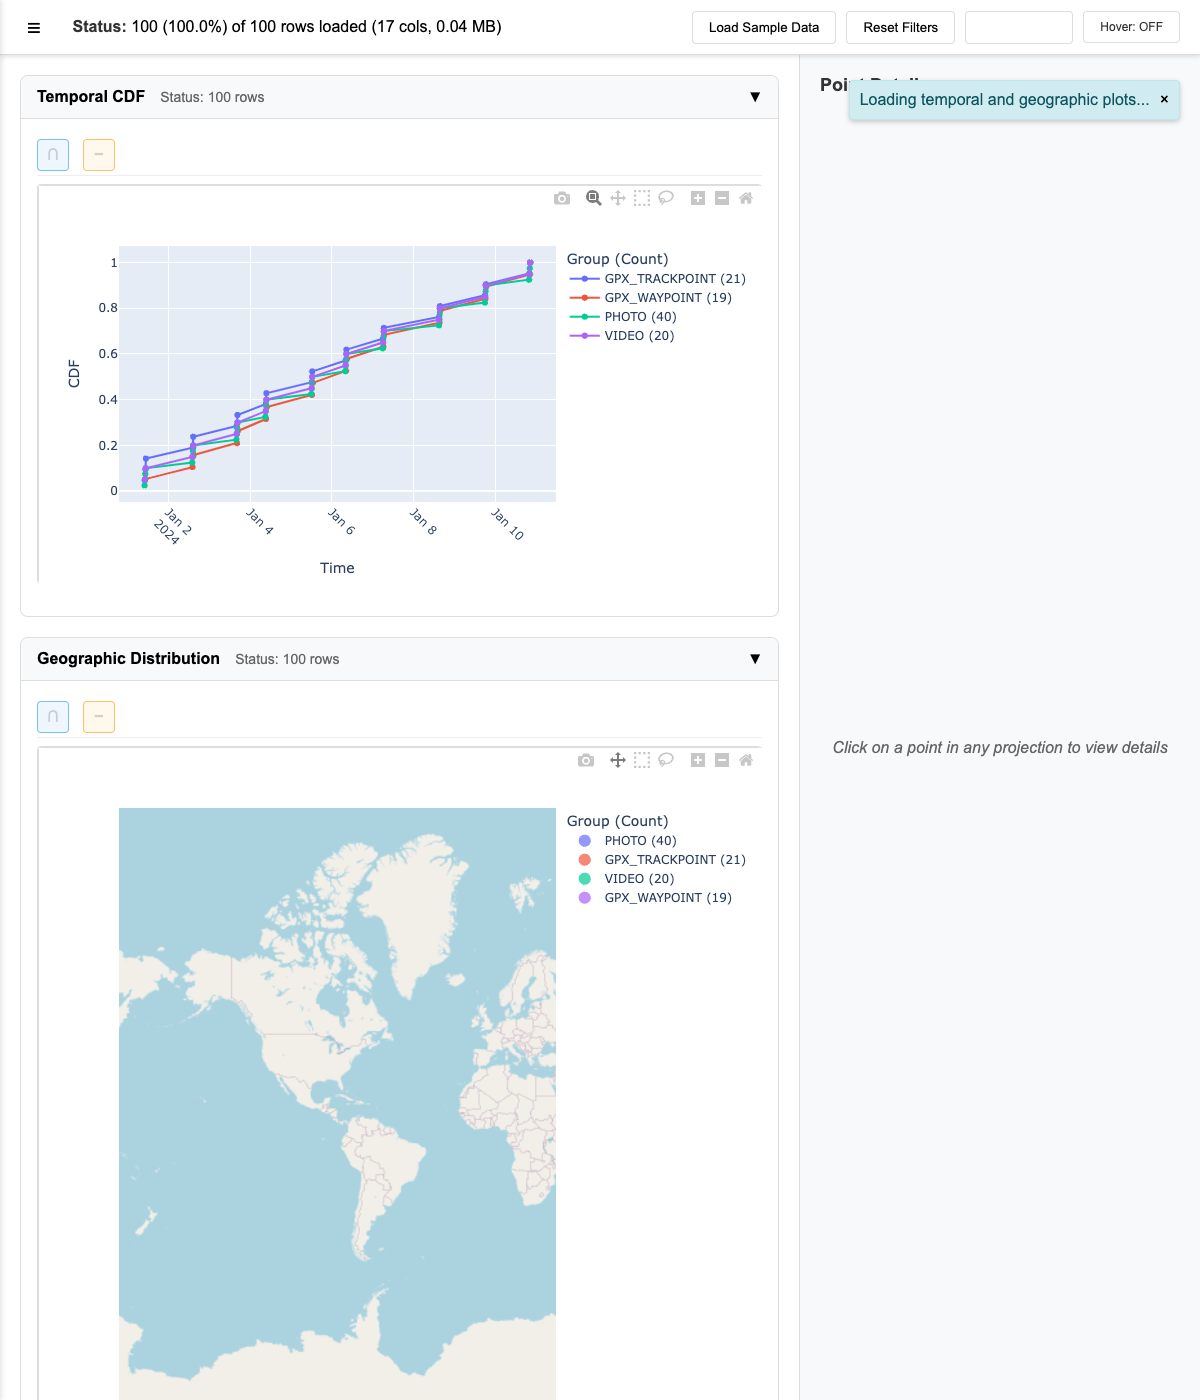 ☰ Status: 100 (100.0%) of 100 rows loaded (17 cols, 0.04 MB) Load Sample Data Reset Filters Hover: OFF
Temporal CDF Status: 100 rows ▼
Loading temporal and geographic plots... ×
∩ −
Group (Count)
GPX_TRACKPOINT (21)
GPX_WAYPOINT (19)
PHOTO (40)
VIDEO (20)
1
0.8
0.6
0.4
0.2
0
CDF
Jan 2
2024
Jan 4
Jan 6
Jan 8
Jan 10
Time
Geographic Distribution Status: 100 rows ▼
∩ −
Click on a point in any projection to view details
Group (Count)
PHOTO (40)
GPX_TRACKPOINT (21)
VIDEO (20)
GPX_WAYPOINT (19)